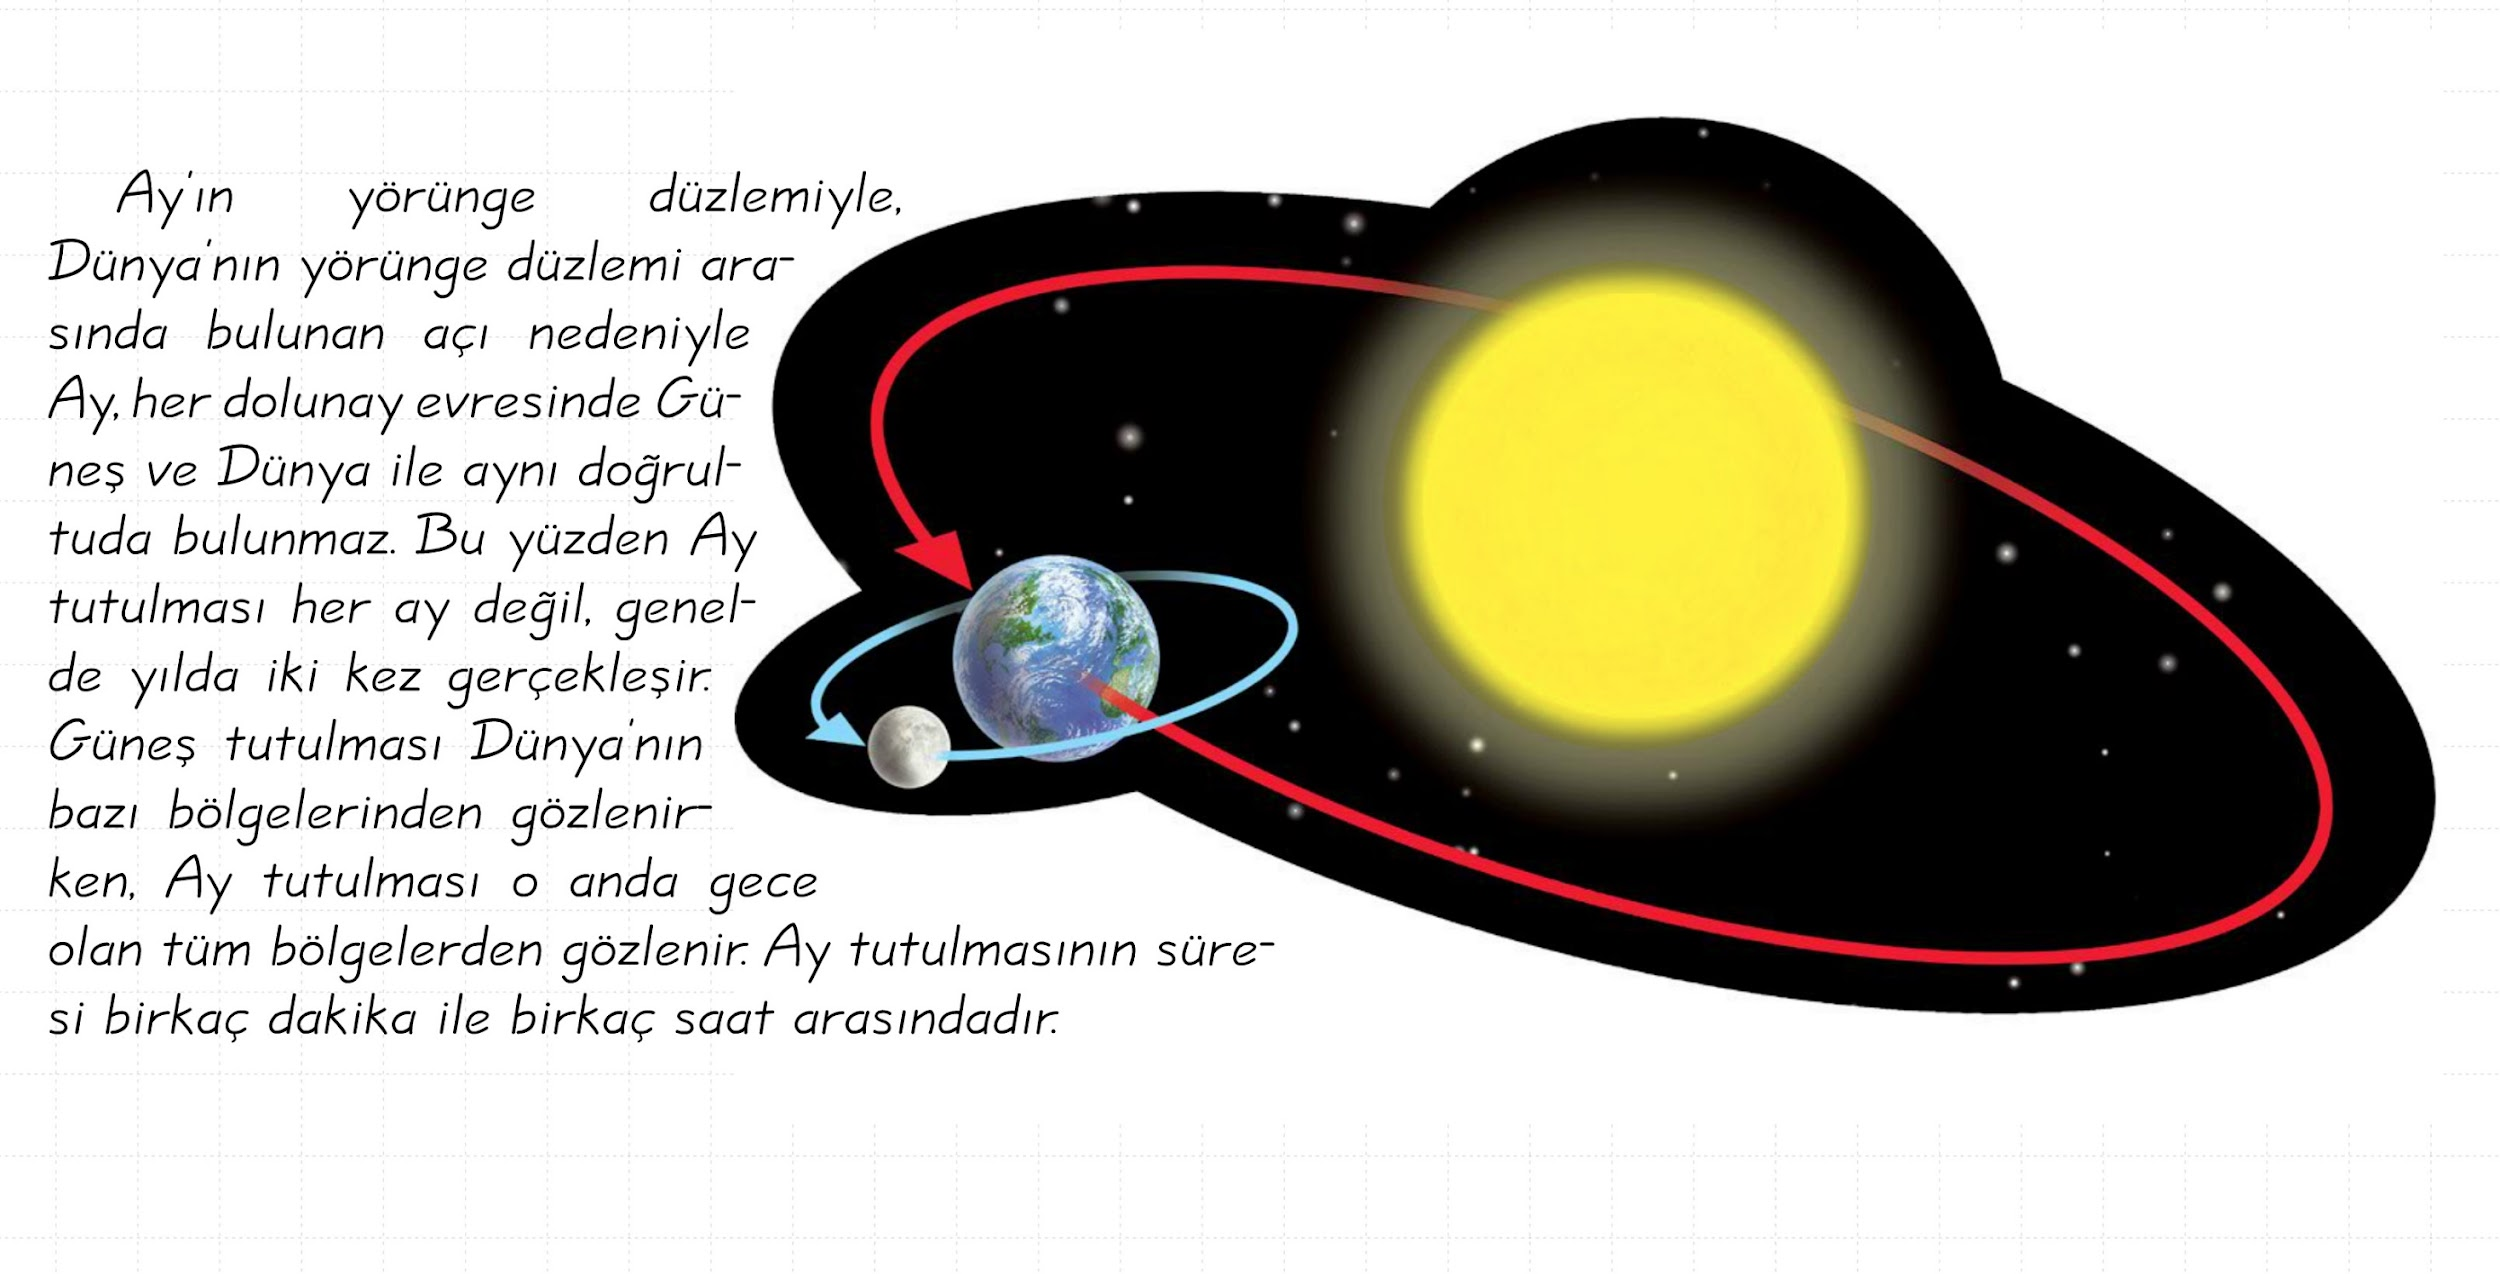 Ay'ın yörünge düzlemiyle,
Dünya'nın yörünge düzlemi ara-
sında bulunan açı nedeniyle
Ay, her dolunay evresinde Gü-
neş ve Dünya ile aynı doğrul-
tuda bulunmaz. Bu yüzden Ay
tutulması her ay değil, genel-
de yılda iki kez gerçekleşir.
Güneş tutulması Dünya'nın
bazı bölgelerinden gözlenir-
ken, Ay tutulması o anda gece
olan tüm bölgelerden gözlenir. Ay tutulmasının süre-
si birkaç dakika ile birkaç saat arasındadır.